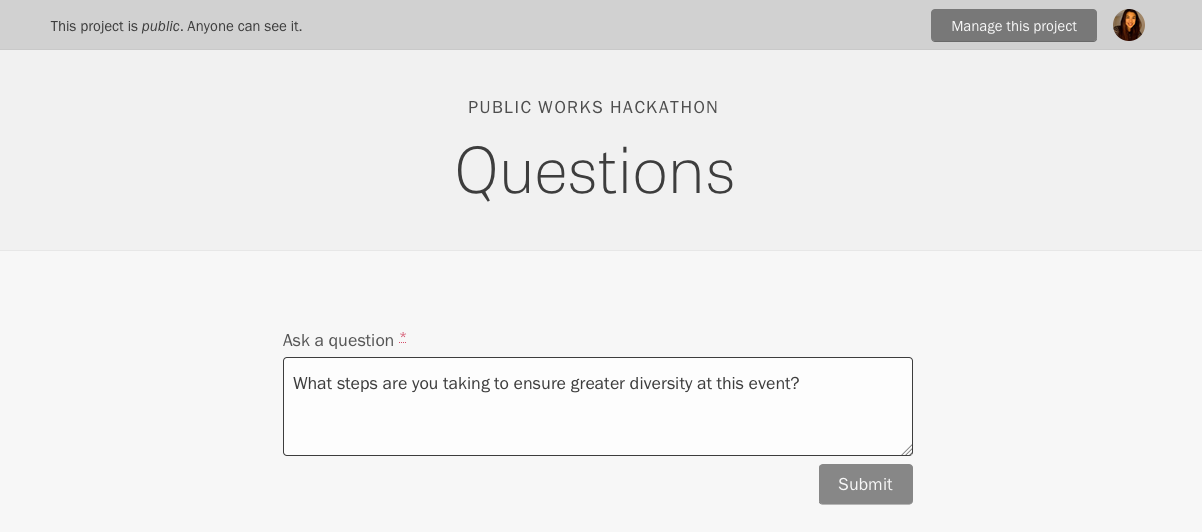 This project is public. Anyone can see it.
Manage this project
PUBLIC WORKS HACKATHON
Questions
Ask a question *
What steps are you taking to ensure greater diversity at this event?
Submit